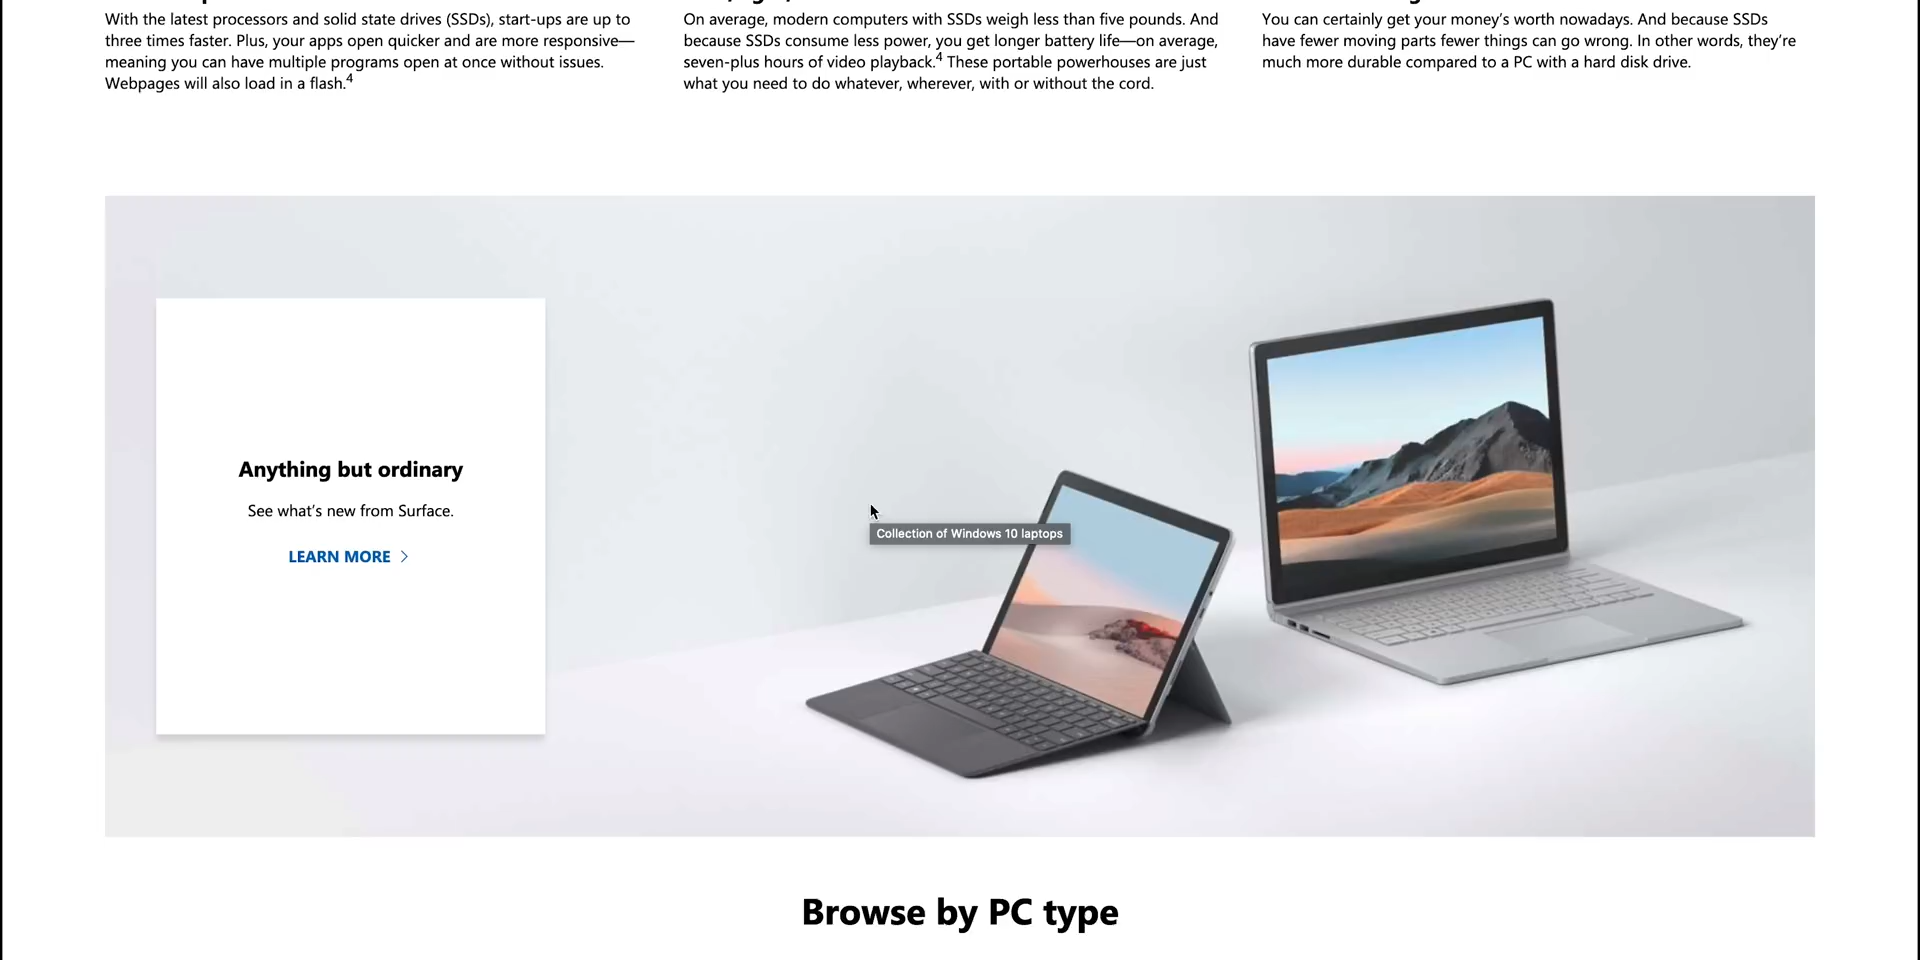 With the latest processors and solid state drives (SSDs), start-ups are up to
three times faster. Plus, your apps open quicker and are more responsive—
meaning you can have multiple programs open at once without issues.
Webpages will also load in a flash.4
On average, modern computers with SSDs weigh less than five pounds. And
because SSDs consume less power, you get longer battery life—on average,
seven-plus hours of video playback.4 These portable powerhouses are just
what you need to do whatever, wherever, with or without the cord.
You can certainly get your money’s worth nowadays. And because SSDs
have fewer moving parts fewer things can go wrong. In other words, they’re
much more durable compared to a PC with a hard disk drive.
Anything but ordinary
See what’s new from Surface.
LEARN MORE
Collection of Windows 10 laptops
Browse by PC type